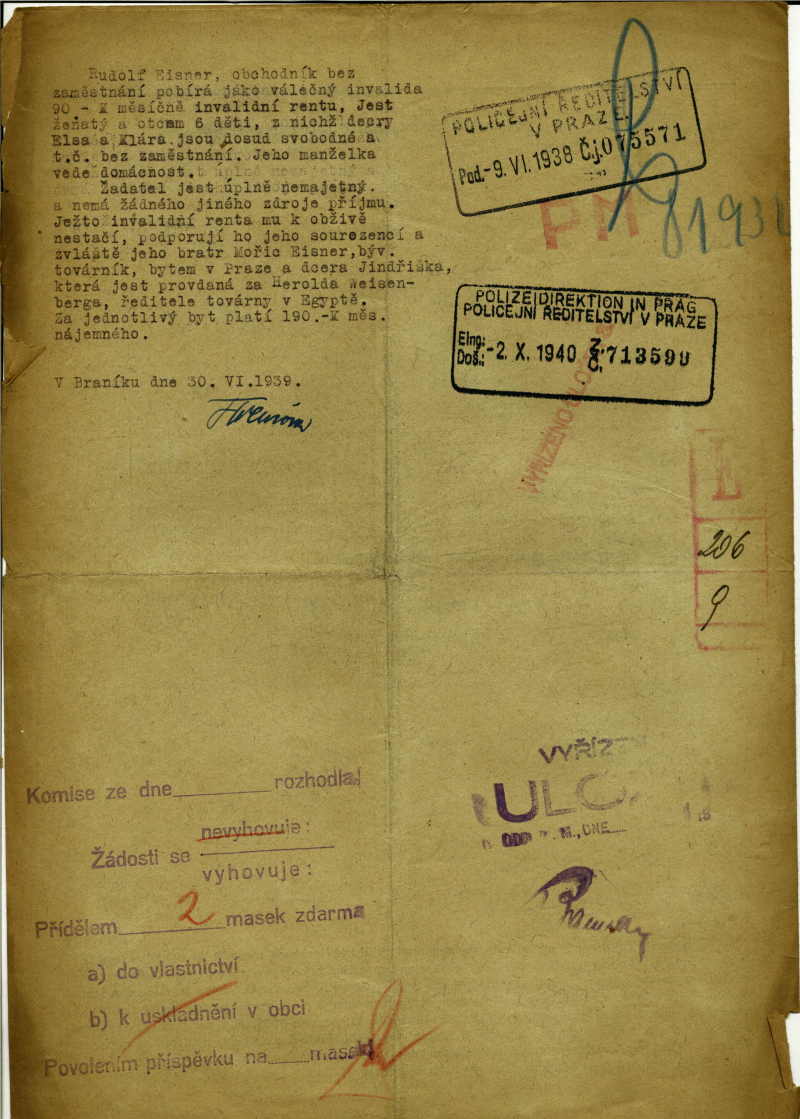 Rudolf Eisner, obchodník bez
zaměstnání pobírá jako válečný invalida
90.- K měsíčně invalidní rentu, Jest
ženatý a otcem 6 dětí, z nichž dcery
Elsa a Klára jsou dosud svobodné a
t.č. bez zaměstnání. Jeho manželka
vede domácnost.
Žadatel jest úplně nemajetný.
a nemá žádného jiného zdroje příjmu.
Ježto invalidní renta mu k obživě
nestačí, podporují ho jeho sourozenci a
zvláště jeho bratr Mořic Eisner,býv.
továrník, bytem v Praze a dcera Jindřiška,
která jest provdaná za Herolda Weisen-
berga, ředitele továrny v Egyptě.
Za jednotlivý byt platí 190.-K měs.
nájemného.
V Braníku dne 30. VI.1939.
POLICEJNÍ ŘEDITELSTVÍ
V PRAZE.
Pod.-9. VI. 1938 Čj. 075571
PM
193
POLIZEIDIREKTION IN PRAG
POLICEJNÍ ŘEDITELSTVÍ V PRAZE
Eing.:
Doš.: -2. X. 1940 Z. Č. 713590
VYŘÍZENO
E
206
9
Komise ze dne rozhodla
nevyhovuje:
Žádosti se
vyhovuje:
Přídělem 2 masek zdarma
a) do vlastnictví
b) k uskladnění v obci
Povolením příspěvku na masek
2